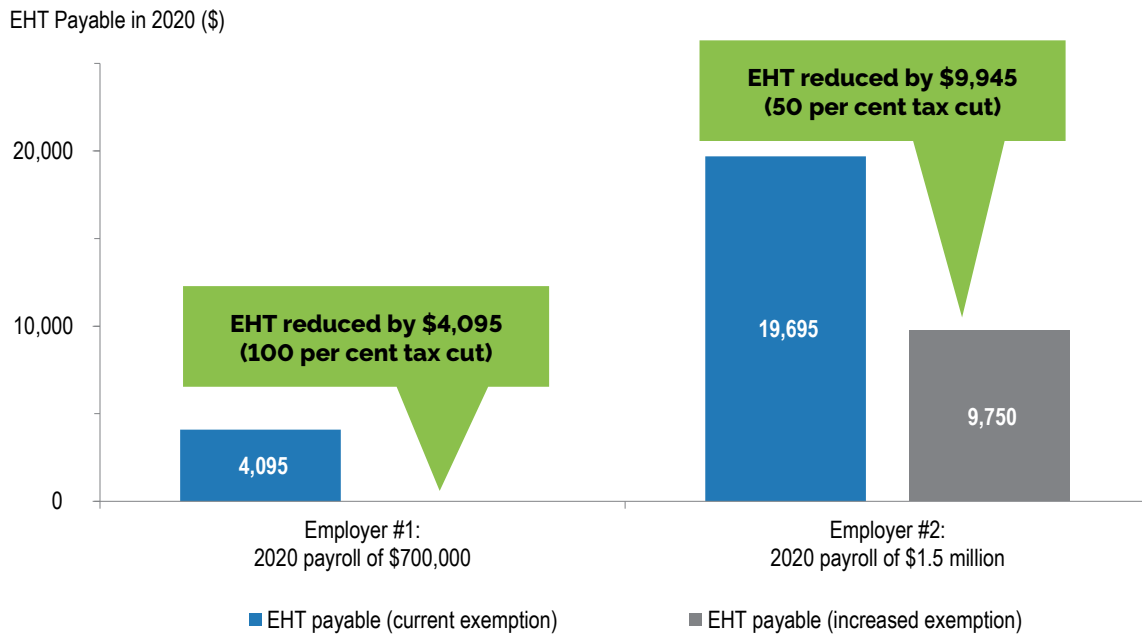 EHT Payable in 2020 ($)
EHT reduced by $9,945
(50 per cent tax cut)
20,000
EHT reduced by $4,095
(100 per cent tax cut)
10,000
19,695
9,750
4,095
0
Employer #1:
2020 payroll of $700,000
Employer #2:
2020 payroll of $1.5 million
EHT payable (current exemption)
EHT payable (increased exemption)